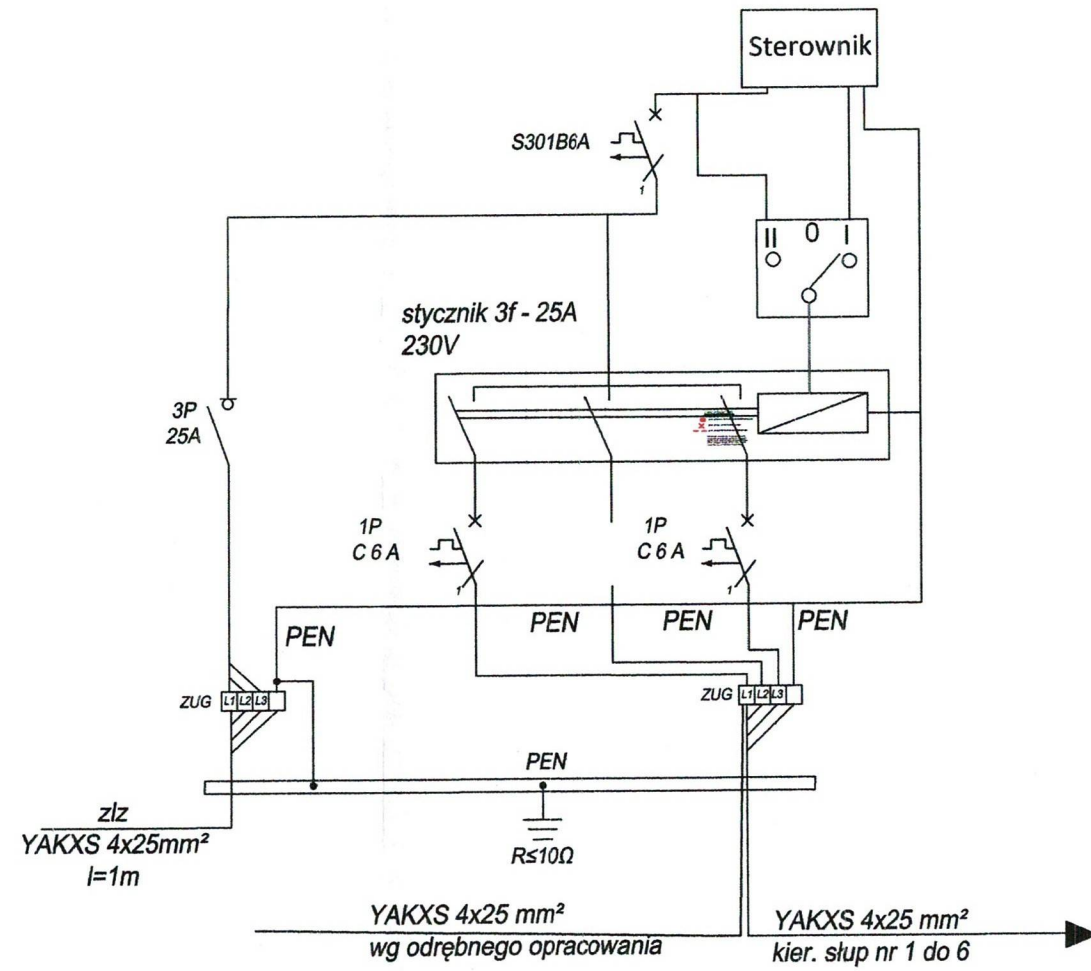 Sterownik
S301B6A
1
II 0 I
stycznik 3f - 25A
230V
3P
25A
1P
C 6 A
1
1P
C 6 A
1
PEN
PEN
PEN
PEN
ZUG L1 L2 L3
ZUG L1 L2 L3
PEN
zlz
YAKXS 4x25mm²
l=1m
R≤10Ω
YAKXS 4x25 mm²
wg odrębnego opracowania
YAKXS 4x25 mm²
kier. słup nr 1 do 6